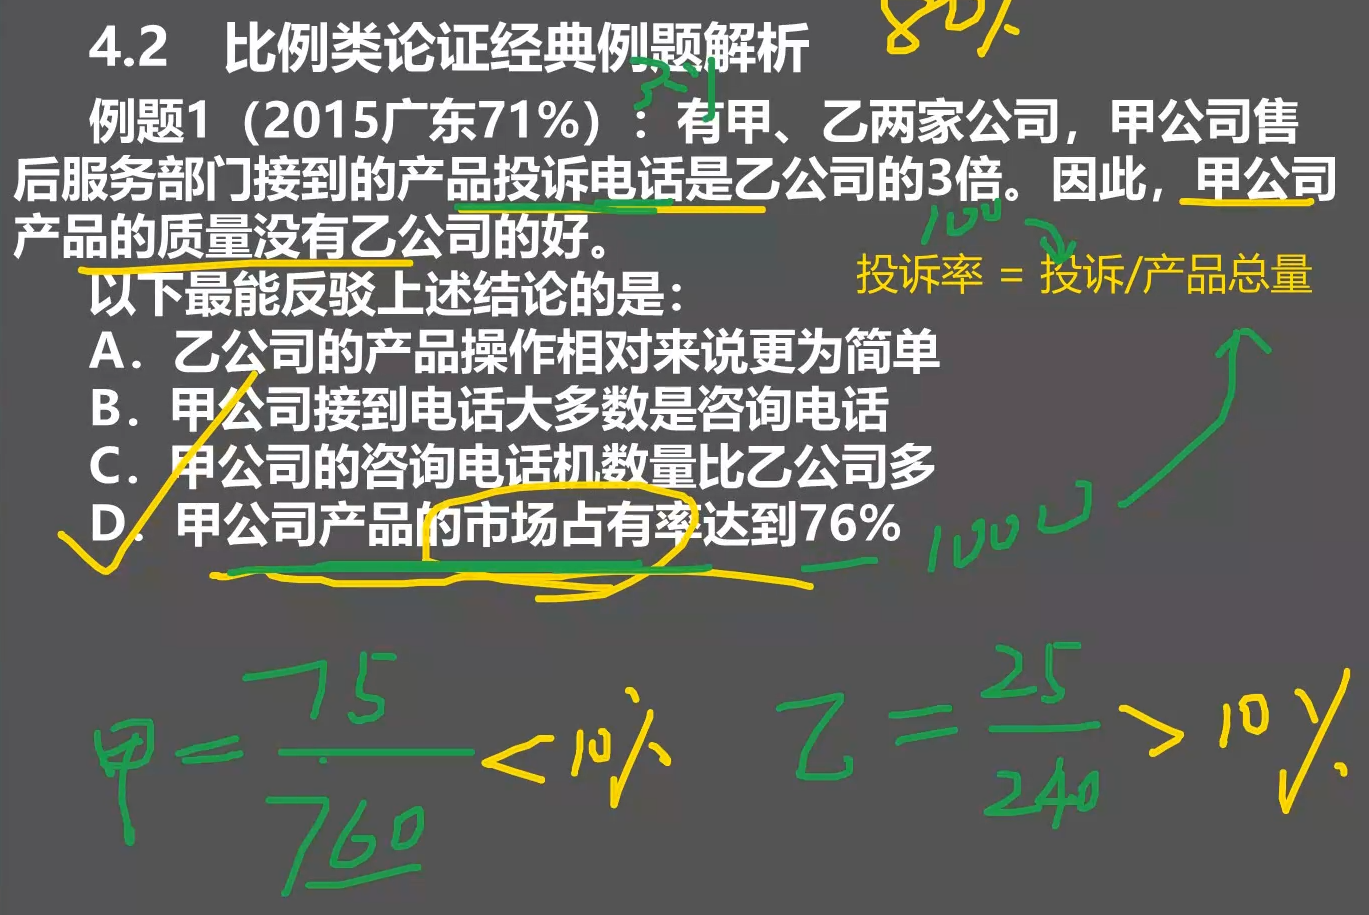 80%
4.2 比例类论证经典例题解析
3:1
例题1（2015广东71%）：有甲、乙两家公司，甲公司售
后服务部门接到的产品投诉电话是乙公司的3倍。因此，甲公司
产品的质量没有乙公司的好。
100
投诉率 = 投诉/产品总量
以下最能反驳上述结论的是：
A．乙公司的产品操作相对来说更为简单
B．甲公司接到电话大多数是咨询电话
C．甲公司的咨询电话机数量比乙公司多
D．甲公司产品的市场占有率达到76%
1000
甲 = 75/760 < 10%
乙 = 25/240 > 10%